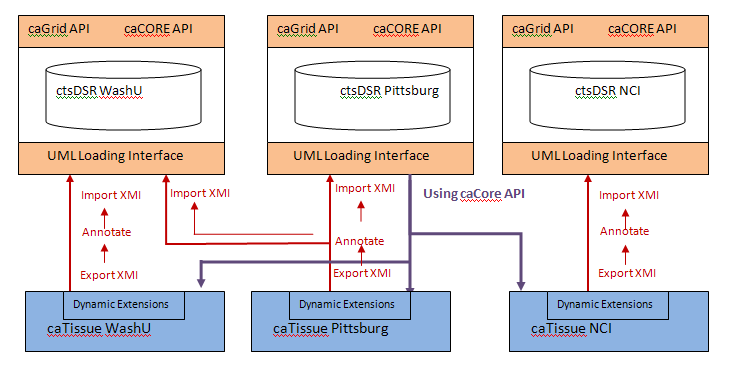 caGrid API caCORE API
caGrid API caCORE API
caGrid API caCORE API
ctsDSR WashU
ctsDSR Pittsburg
ctsDSR NCI
UML Loading Interface
UML Loading Interface
UML Loading Interface
Import XMI
Import XMI
Import XMI
Using caCore API
Import XMI
Annotate
Annotate
Annotate
Export XMI
Export XMI
Export XMI
Dynamic Extensions
Dynamic Extensions
Dynamic Extensions
caTissue WashU
caTissue Pittsburg
caTissue NCI